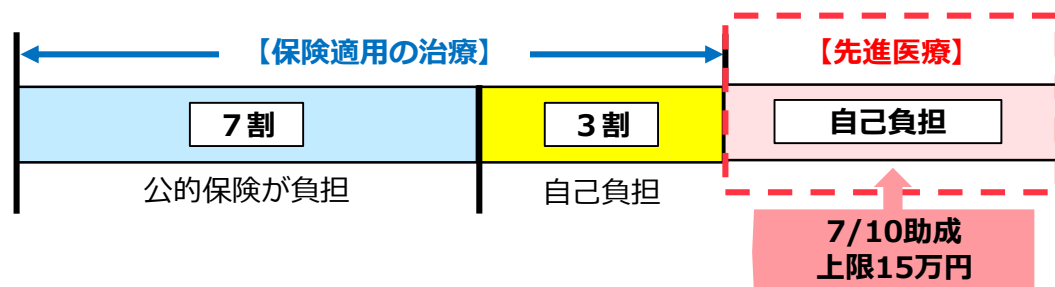 【保険適用の治療】
【先進医療】
７割
３割
自己負担
公的保険が負担
自己負担
7/10助成
上限15万円